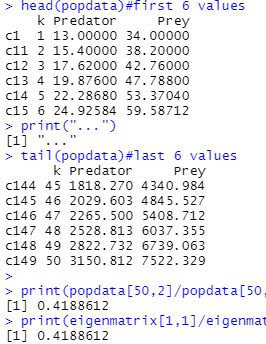 > head(popdata)#first 6 values
k Predator Prey
c1 1 13.00000 34.00000
c11 2 15.40000 38.20000
c12 3 17.62000 42.76000
c13 4 19.87600 47.78800
c14 5 22.28680 53.37040
c15 6 24.92584 59.58712
> print("...")
[1] "..."
> tail(popdata)#last 6 values
k Predator Prey
c144 45 1818.270 4340.984
c145 46 2029.603 4845.527
c146 47 2265.500 5408.712
c147 48 2528.813 6037.355
c148 49 2822.732 6739.063
c149 50 3150.812 7522.329
>
> print(popdata[50,2]/popdata[50,
[1] 0.4188612
> print(eigenmatrix[1,1]/eigenmat
[1] 0.4188612